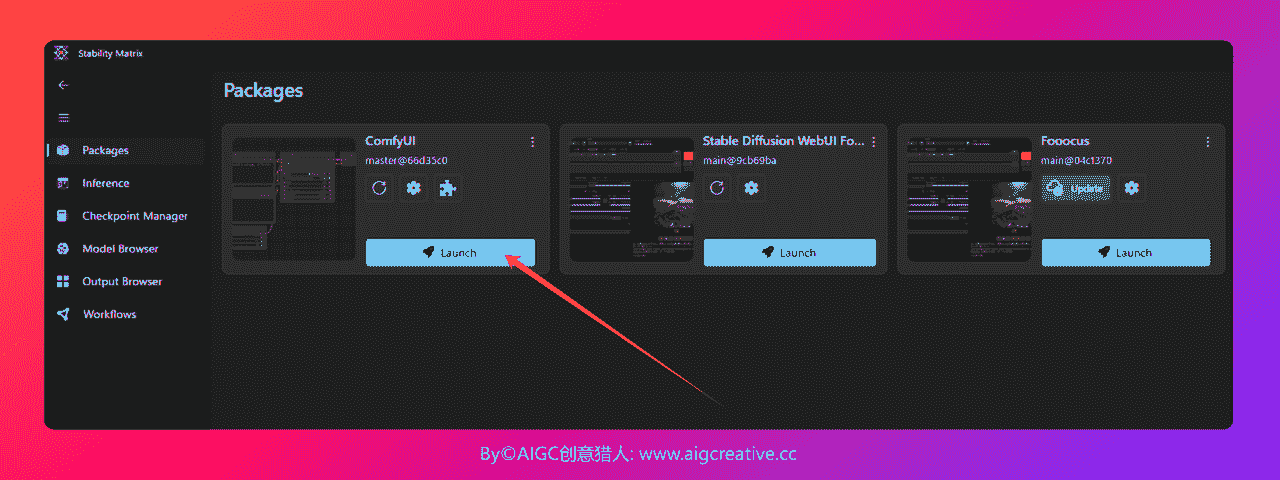 Stability Matrix
Packages
Packages
Inference
Checkpoint Manager
Model Browser
Output Browser
Workflows
ComfyUI
master@66d35c0
Launch
Stable Diffusion WebUI Fo...
main@9cb69ba
Launch
Fooocus
main@04c1370
Update
Launch
By©AIGC创意猎人: www.aigcreative.cc